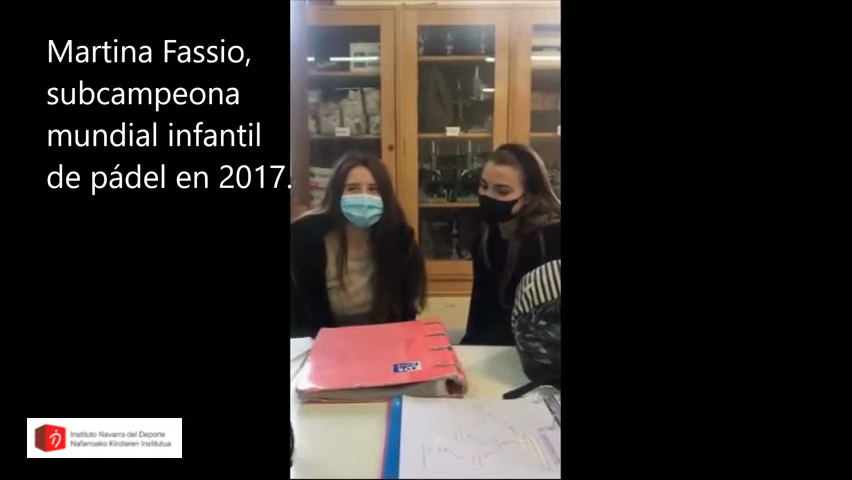 Martina Fassio,
subcampeona
mundial infantil
de pádel en 2017.
Instituto Navarro del Deporte
Nafarroako Kirolaren Institutua